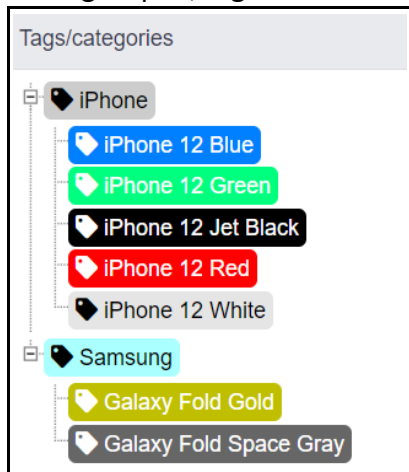 Tags/categories
iPhone
iPhone 12 Blue
iPhone 12 Green
iPhone 12 Jet Black
iPhone 12 Red
iPhone 12 White
Samsung
Galaxy Fold Gold
Galaxy Fold Space Gray